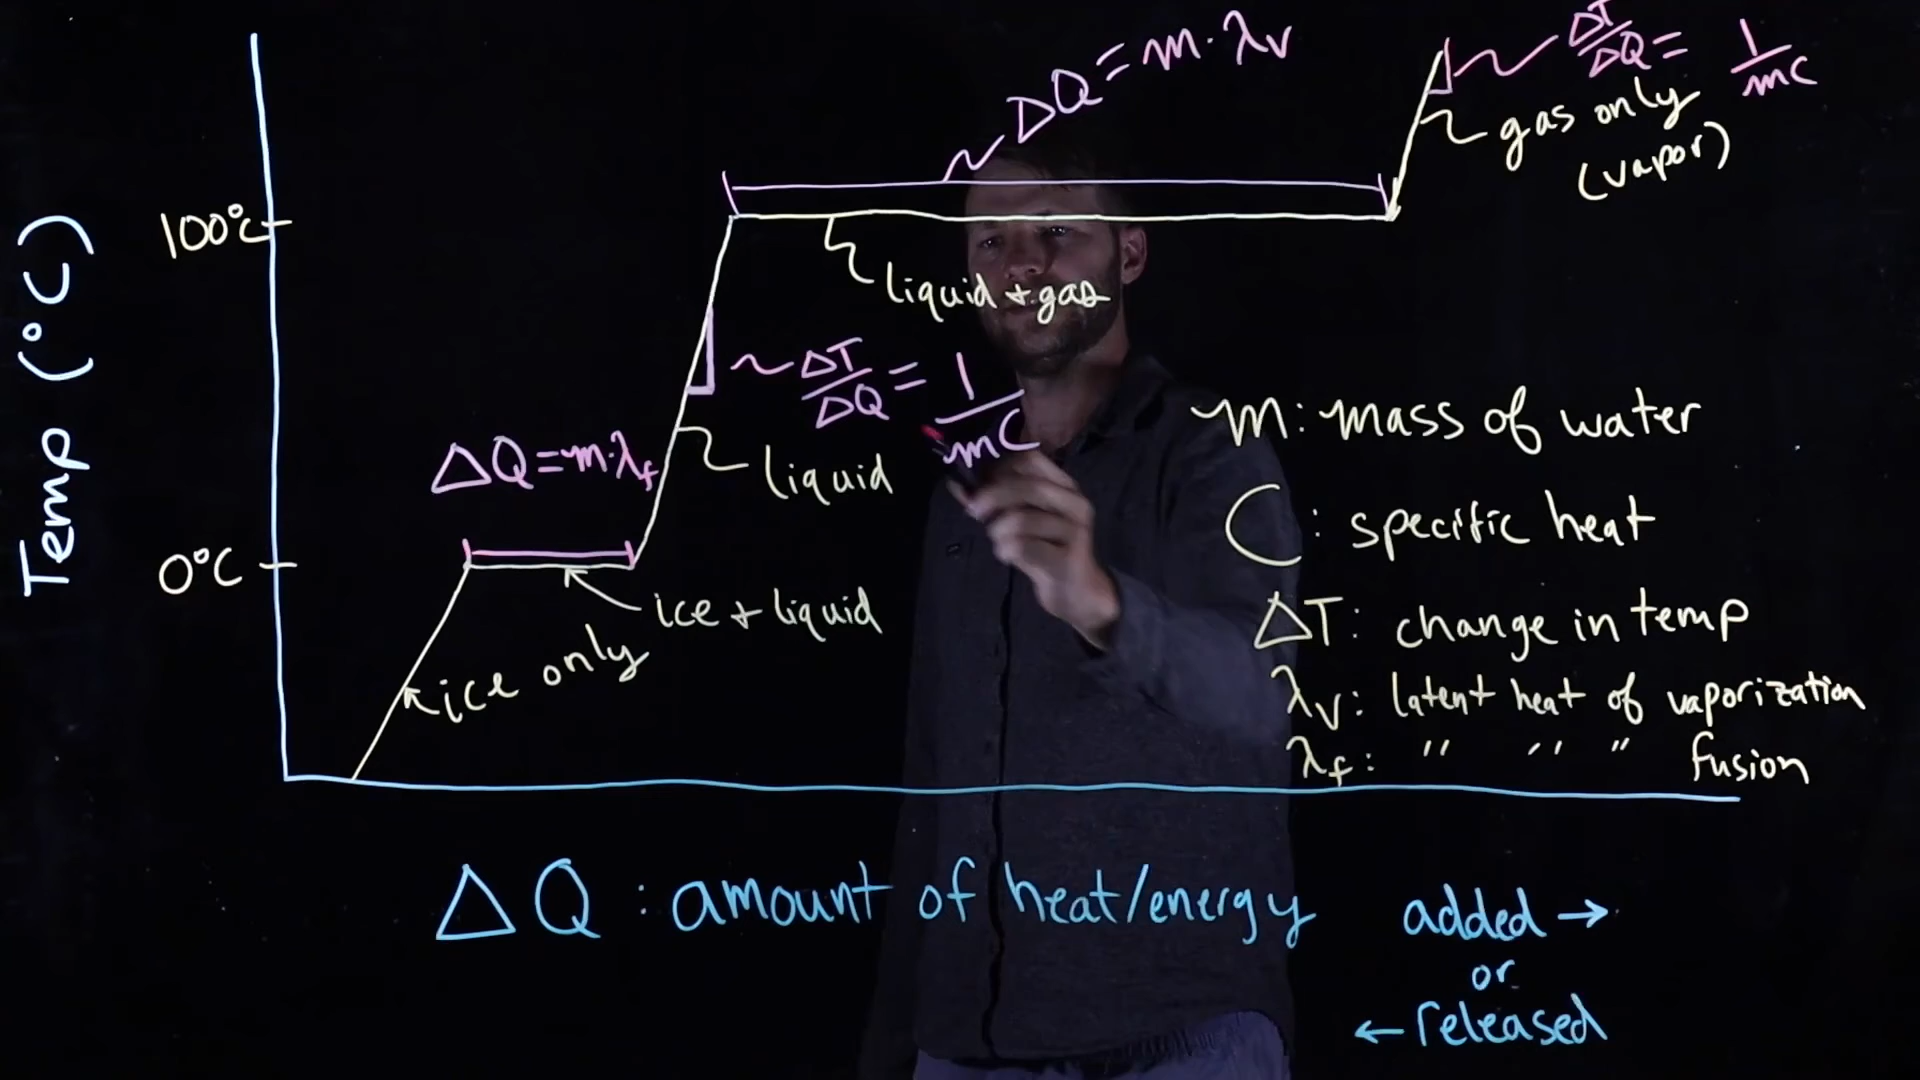 ΔQ = m·λv
ΔT/ΔQ = 1/mC
gas only
(vapor)
100°C
liquid + gas
ΔT/ΔQ = 1/mC
ΔQ=m·λf
liquid
Temp (°C)
0°C
ice + liquid
ice only
m: mass of water
C: specific heat
ΔT: change in temp
λv: latent heat of vaporization
λf: " " " fusion
ΔQ: amount of heat/energy
added →
or
← released